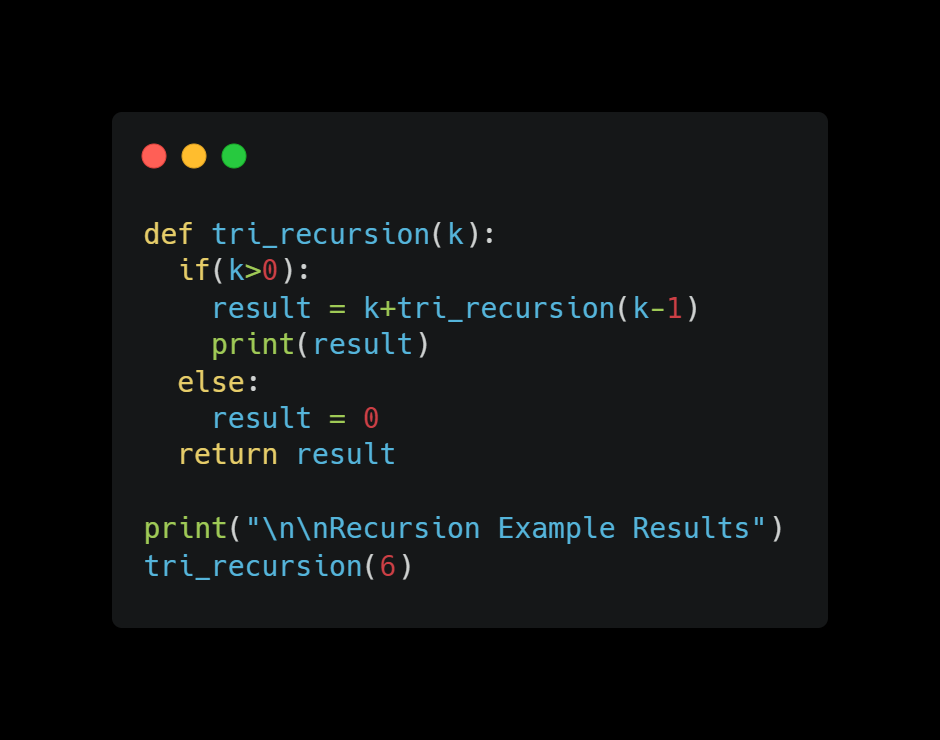 def tri_recursion(k):
  if(k>0):
    result = k+tri_recursion(k-1)
    print(result)
  else:
    result = 0
  return result

print("\n\nRecursion Example Results")
tri_recursion(6)